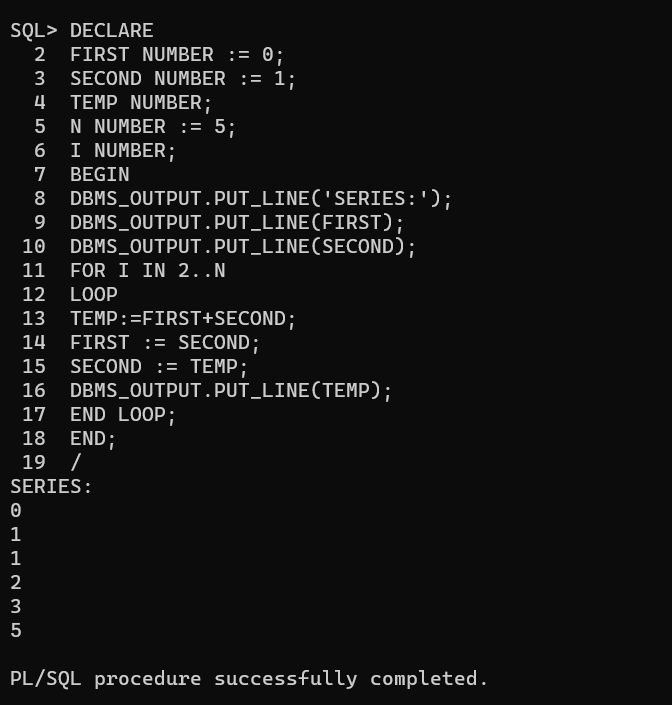 SQL> DECLARE
  2  FIRST NUMBER := 0;
  3  SECOND NUMBER := 1;
  4  TEMP NUMBER;
  5  N NUMBER := 5;
  6  I NUMBER;
  7  BEGIN
  8  DBMS_OUTPUT.PUT_LINE('SERIES:');
  9  DBMS_OUTPUT.PUT_LINE(FIRST);
 10  DBMS_OUTPUT.PUT_LINE(SECOND);
 11  FOR I IN 2..N
 12  LOOP
 13  TEMP:=FIRST+SECOND;
 14  FIRST := SECOND;
 15  SECOND := TEMP;
 16  DBMS_OUTPUT.PUT_LINE(TEMP);
 17  END LOOP;
 18  END;
 19  /
SERIES:
0
1
1
2
3
5

PL/SQL procedure successfully completed.